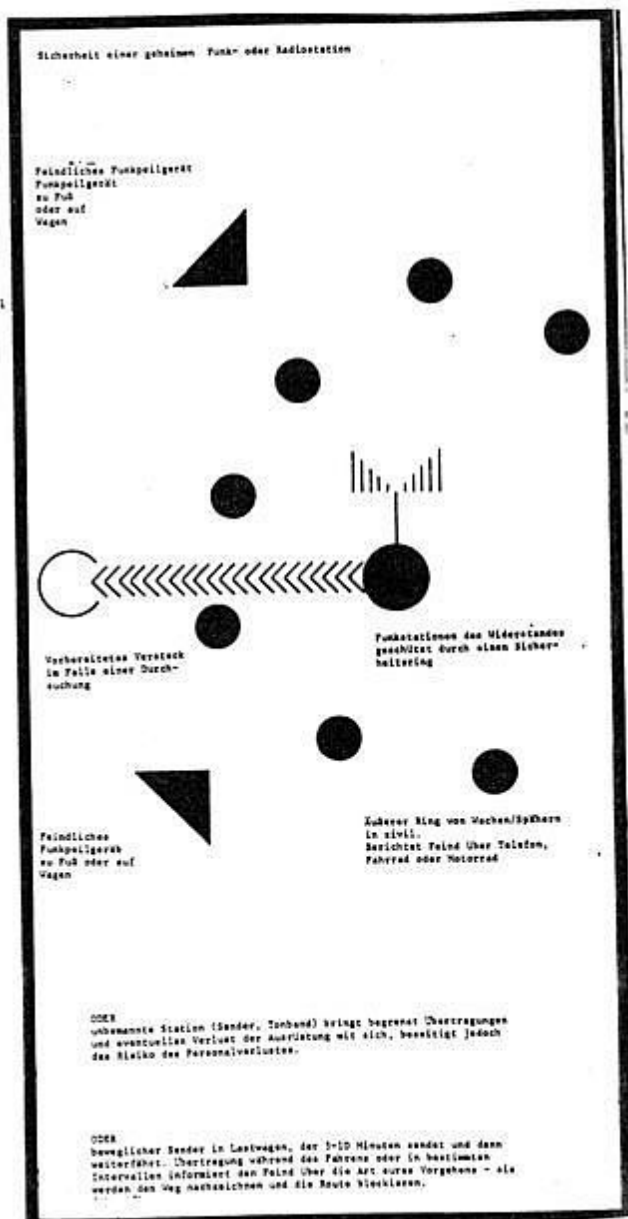 Sicherheit einer geheimen Funk- oder Radiostation
Feindliches Funkpeilgerät
Funkpeilgerät
zu Fuß
oder auf
Wagen
Vorbereitetes Versteck
im Falle einer Durch-
suchung
Funkstationen des Widerstandes
geschützt durch einen Sicher-
heitsring
Feindliches
Funkpeilgerät
zu Fuß oder auf
Wagen
Äußerer Ring von Wachen/Spähern
in zivil.
Berichtet Feind über Telefon,
Fahrrad oder Motorrad
ODER
unbemannte Station (Sender, Tonband) bringt begrenzt Übertragungen
und eventuellen Verlust der Ausrüstung mit sich, beseitigt jedoch
das Risiko des Personalverlustes.
ODER
beweglicher Sender in Lastwagen, der 5-10 Minuten sendet und dann
weiterfährt. Übertragung während des Fahrens oder in bestimmten
Intervallen informiert den Feind über die Art eures Vorgehens - sie
werden den Weg nachzeichnen und die Route blockieren.